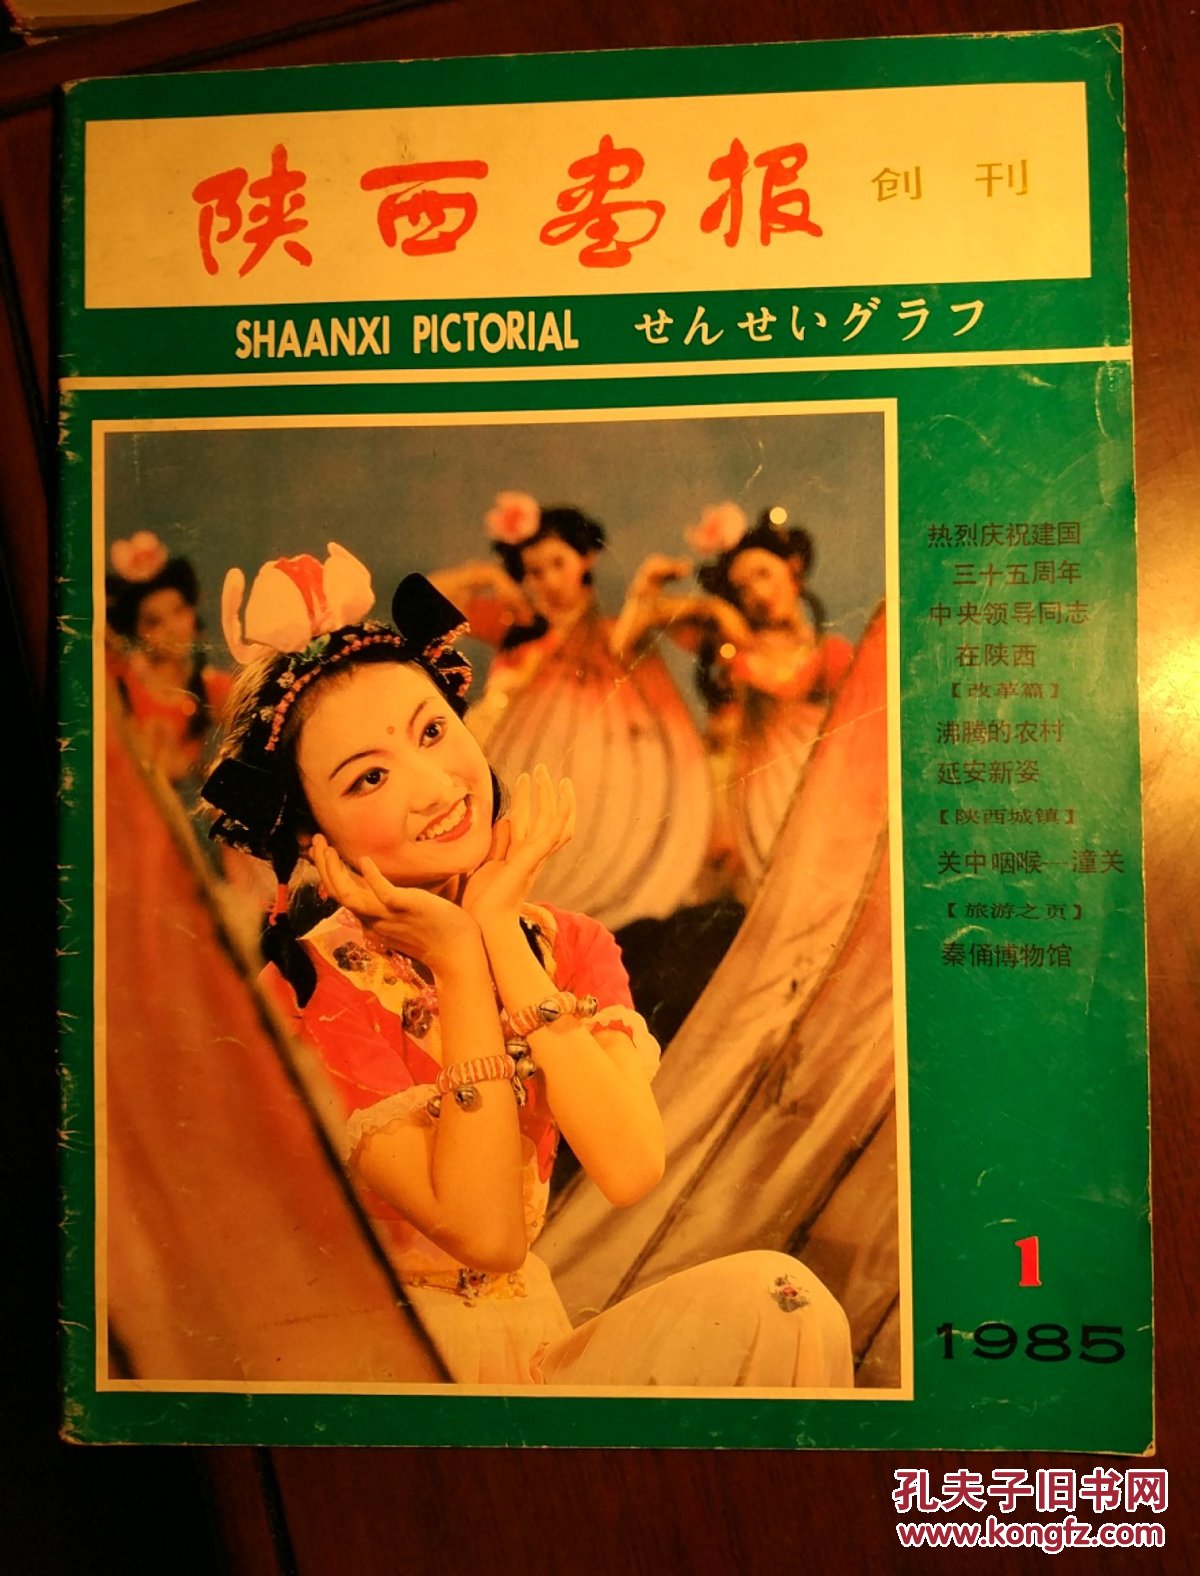 陕西画报
创刊
SHAANXI PICTORIAL せんせいグラフ
热烈庆祝建国
三十五周年
中央领导同志
在陕西
【改革篇】
沸腾的农村
延安新姿
【陕西城镇】
关中咽喉—潼关
【旅游之页】
秦俑博物馆
1
1985
孔夫子旧书网
www.kongfz.com